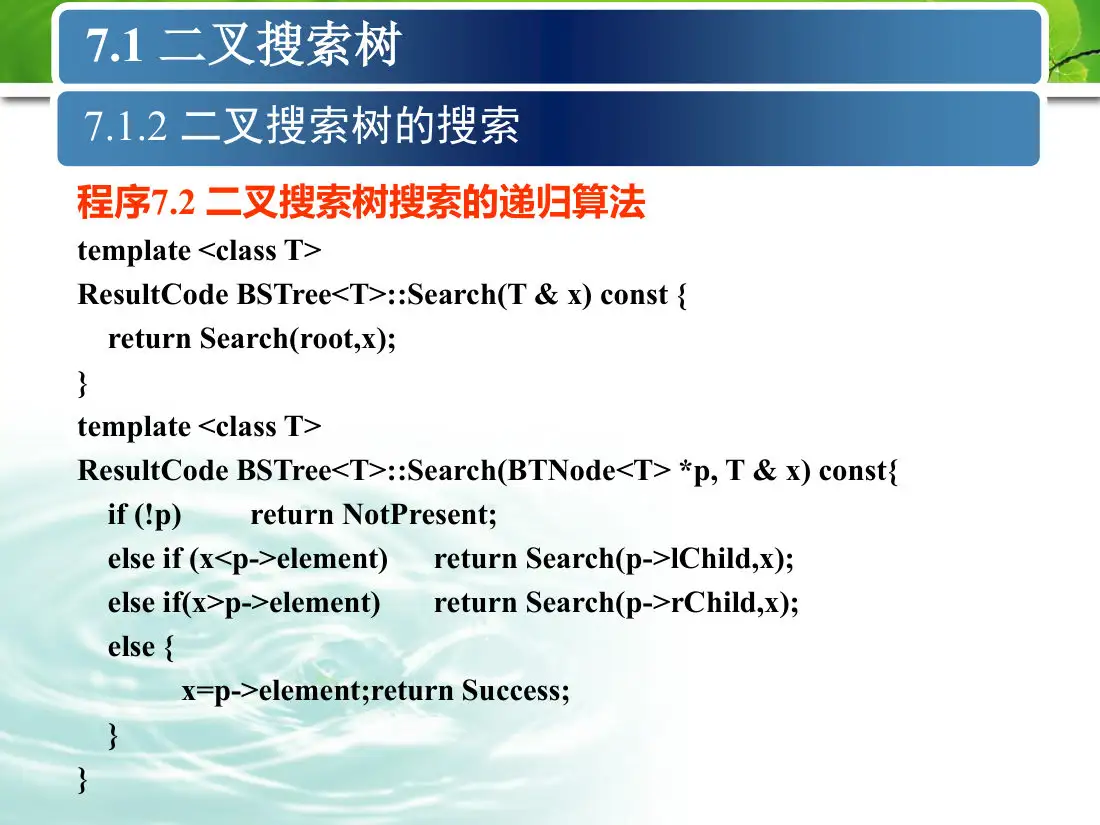 7.1 二叉搜索树
7.1.2 二叉搜索树的搜索
程序7.2 二叉搜索树搜索的递归算法
template <class T>
ResultCode BSTree<T>::Search(T & x) const {
return Search(root,x);
}
template <class T>
ResultCode BSTree<T>::Search(BTNode<T> *p, T & x) const{
if (!p) return NotPresent;
else if (x<p->element) return Search(p->lChild,x);
else if(x>p->element) return Search(p->rChild,x);
else {
x=p->element;return Success;
}
}